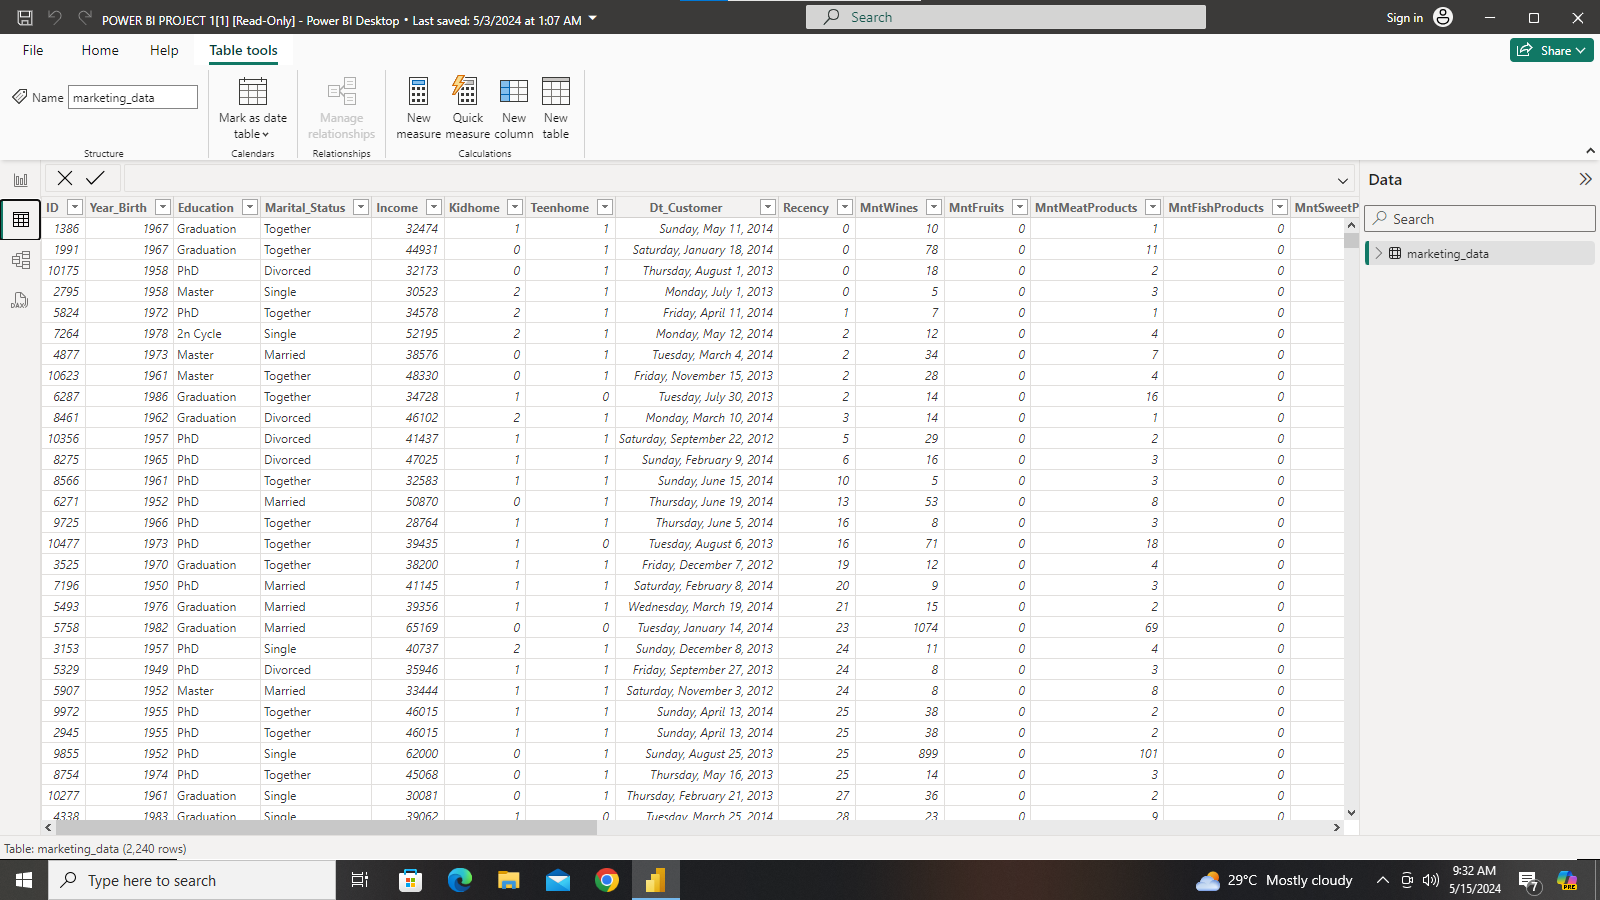 POWER BI PROJECT 1[1] [Read-Only] - Power BI Desktop • Last saved: 5/3/2024 at 1:07 AM
Search
Sign in
File Home Help Table tools
Share
Name marketing_data
Mark as date table
Manage relationships
New measure
Quick measure
New column
New table
Structure Calendars Relationships Calculations
Data
Search
marketing_data
ID Year_Birth Education Marital_Status Income Kidhome Teenhome Dt_Customer Recency MntWines MntFruits MntMeatProducts MntFishProducts MntSweetP
1386 1967 Graduation Together 32474 1 1 Sunday, May 11, 2014 0 10 0 1 0
1991 1967 Graduation Together 44931 0 1 Saturday, January 18, 2014 0 78 0 11 0
10175 1958 PhD Divorced 32173 0 1 Thursday, August 1, 2013 0 18 0 2 0
2795 1958 Master Single 30523 2 1 Monday, July 1, 2013 0 5 0 3 0
5824 1972 PhD Together 34578 2 1 Friday, April 11, 2014 1 7 0 1 0
7264 1978 2n Cycle Single 52195 2 1 Monday, May 12, 2014 2 12 0 4 0
4877 1973 Master Married 38576 0 1 Tuesday, March 4, 2014 2 34 0 7 0
10623 1961 Master Together 48330 0 1 Friday, November 15, 2013 2 28 0 4 0
6287 1986 Graduation Together 34728 1 0 Tuesday, July 30, 2013 2 14 0 16 0
8461 1962 Graduation Divorced 46102 2 1 Monday, March 10, 2014 3 14 0 1 0
10356 1957 PhD Divorced 41437 1 1 Saturday, September 22, 2012 5 29 0 2 0
8275 1965 PhD Divorced 47025 1 1 Sunday, February 9, 2014 6 16 0 3 0
8566 1961 PhD Together 32583 1 1 Sunday, June 15, 2014 10 5 0 3 0
6271 1952 PhD Married 50870 0 1 Thursday, June 19, 2014 13 53 0 8 0
9725 1966 PhD Together 28764 1 1 Thursday, June 5, 2014 16 8 0 3 0
10477 1973 PhD Together 39435 1 0 Tuesday, August 6, 2013 16 71 0 18 0
3525 1970 Graduation Together 38200 1 1 Friday, December 7, 2012 19 12 0 4 0
7196 1950 PhD Married 41145 1 1 Saturday, February 8, 2014 20 9 0 3 0
5493 1976 Graduation Married 39356 1 1 Wednesday, March 19, 2014 21 15 0 2 0
5758 1982 Graduation Married 65169 0 0 Tuesday, January 14, 2014 23 1074 0 69 0
3153 1957 PhD Single 40737 2 1 Sunday, December 8, 2013 24 11 0 4 0
5329 1949 PhD Divorced 35946 1 1 Friday, September 27, 2013 24 8 0 3 0
5907 1952 Master Married 33444 1 1 Saturday, November 3, 2012 24 8 0 8 0
9972 1955 PhD Together 46015 1 1 Sunday, April 13, 2014 25 38 0 2 0
2945 1955 PhD Together 46015 1 1 Sunday, April 13, 2014 25 38 0 2 0
9855 1952 PhD Single 62000 0 1 Sunday, August 25, 2013 25 899 0 101 0
8754 1974 PhD Together 45068 0 1 Thursday, May 16, 2013 25 14 0 3 0
10277 1961 Graduation Single 30081 0 1 Thursday, February 21, 2013 27 36 0 2 0
4338 1983 Graduation Single 39062 1 0 Tuesday, March 25, 2014 28 23 0 9 0
Table: marketing_data (2,240 rows)
Type here to search
29°C Mostly cloudy
9:32 AM
5/15/2024
7
PRE
DAX